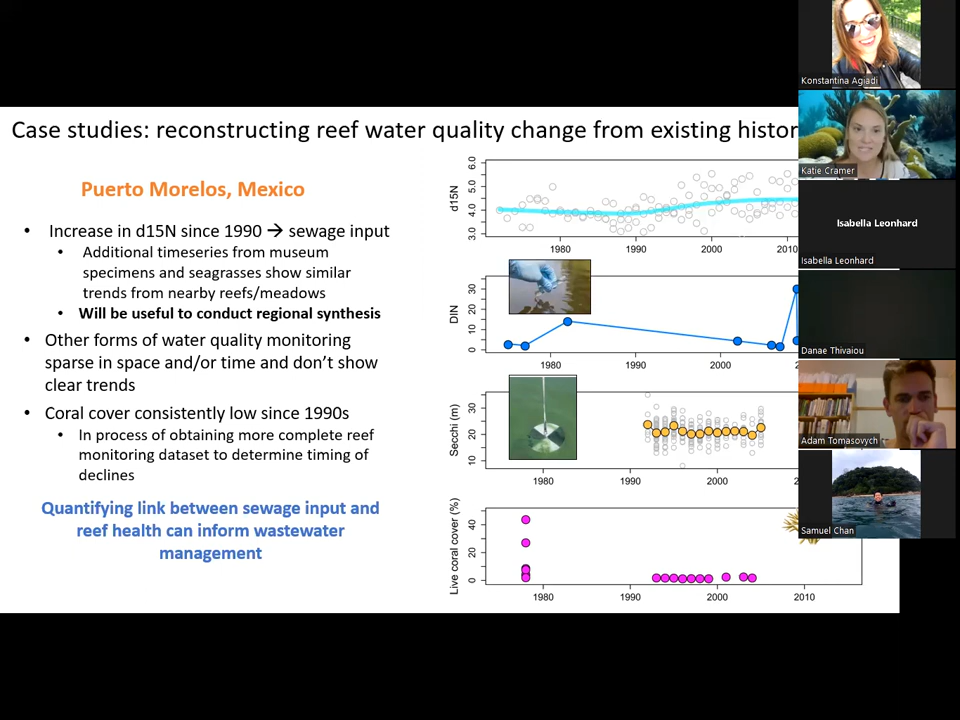 Case studies: reconstructing reef water quality change from existing histor
Puerto Morelos, Mexico
• Increase in d15N since 1990 → sewage input
• Additional timeseries from museum
specimens and seagrasses show similar
trends from nearby reefs/meadows
• Will be useful to conduct regional synthesis
• Other forms of water quality monitoring
sparse in space and/or time and don't show
clear trends
• Coral cover consistently low since 1990s
• In process of obtaining more complete reef
monitoring dataset to determine timing of
declines
Quantifying link between sewage input and
reef health can inform wastewater
management
d15N
6.0
5.0
4.0
3.0
1980 1990 2000 2010
DIN
30
20
10
0
1980 1990 2000
Secchi (m)
30
20
10
1980 1990 2000
Live coral cover (%)
40
20
0
1980 1990 2000 2010
Konstantina Agiadi
Katie Cramer
Isabella Leonhard
Isabella Leonhard
Danae Thivaiou
Adam Tomasovych
Samuel Chan